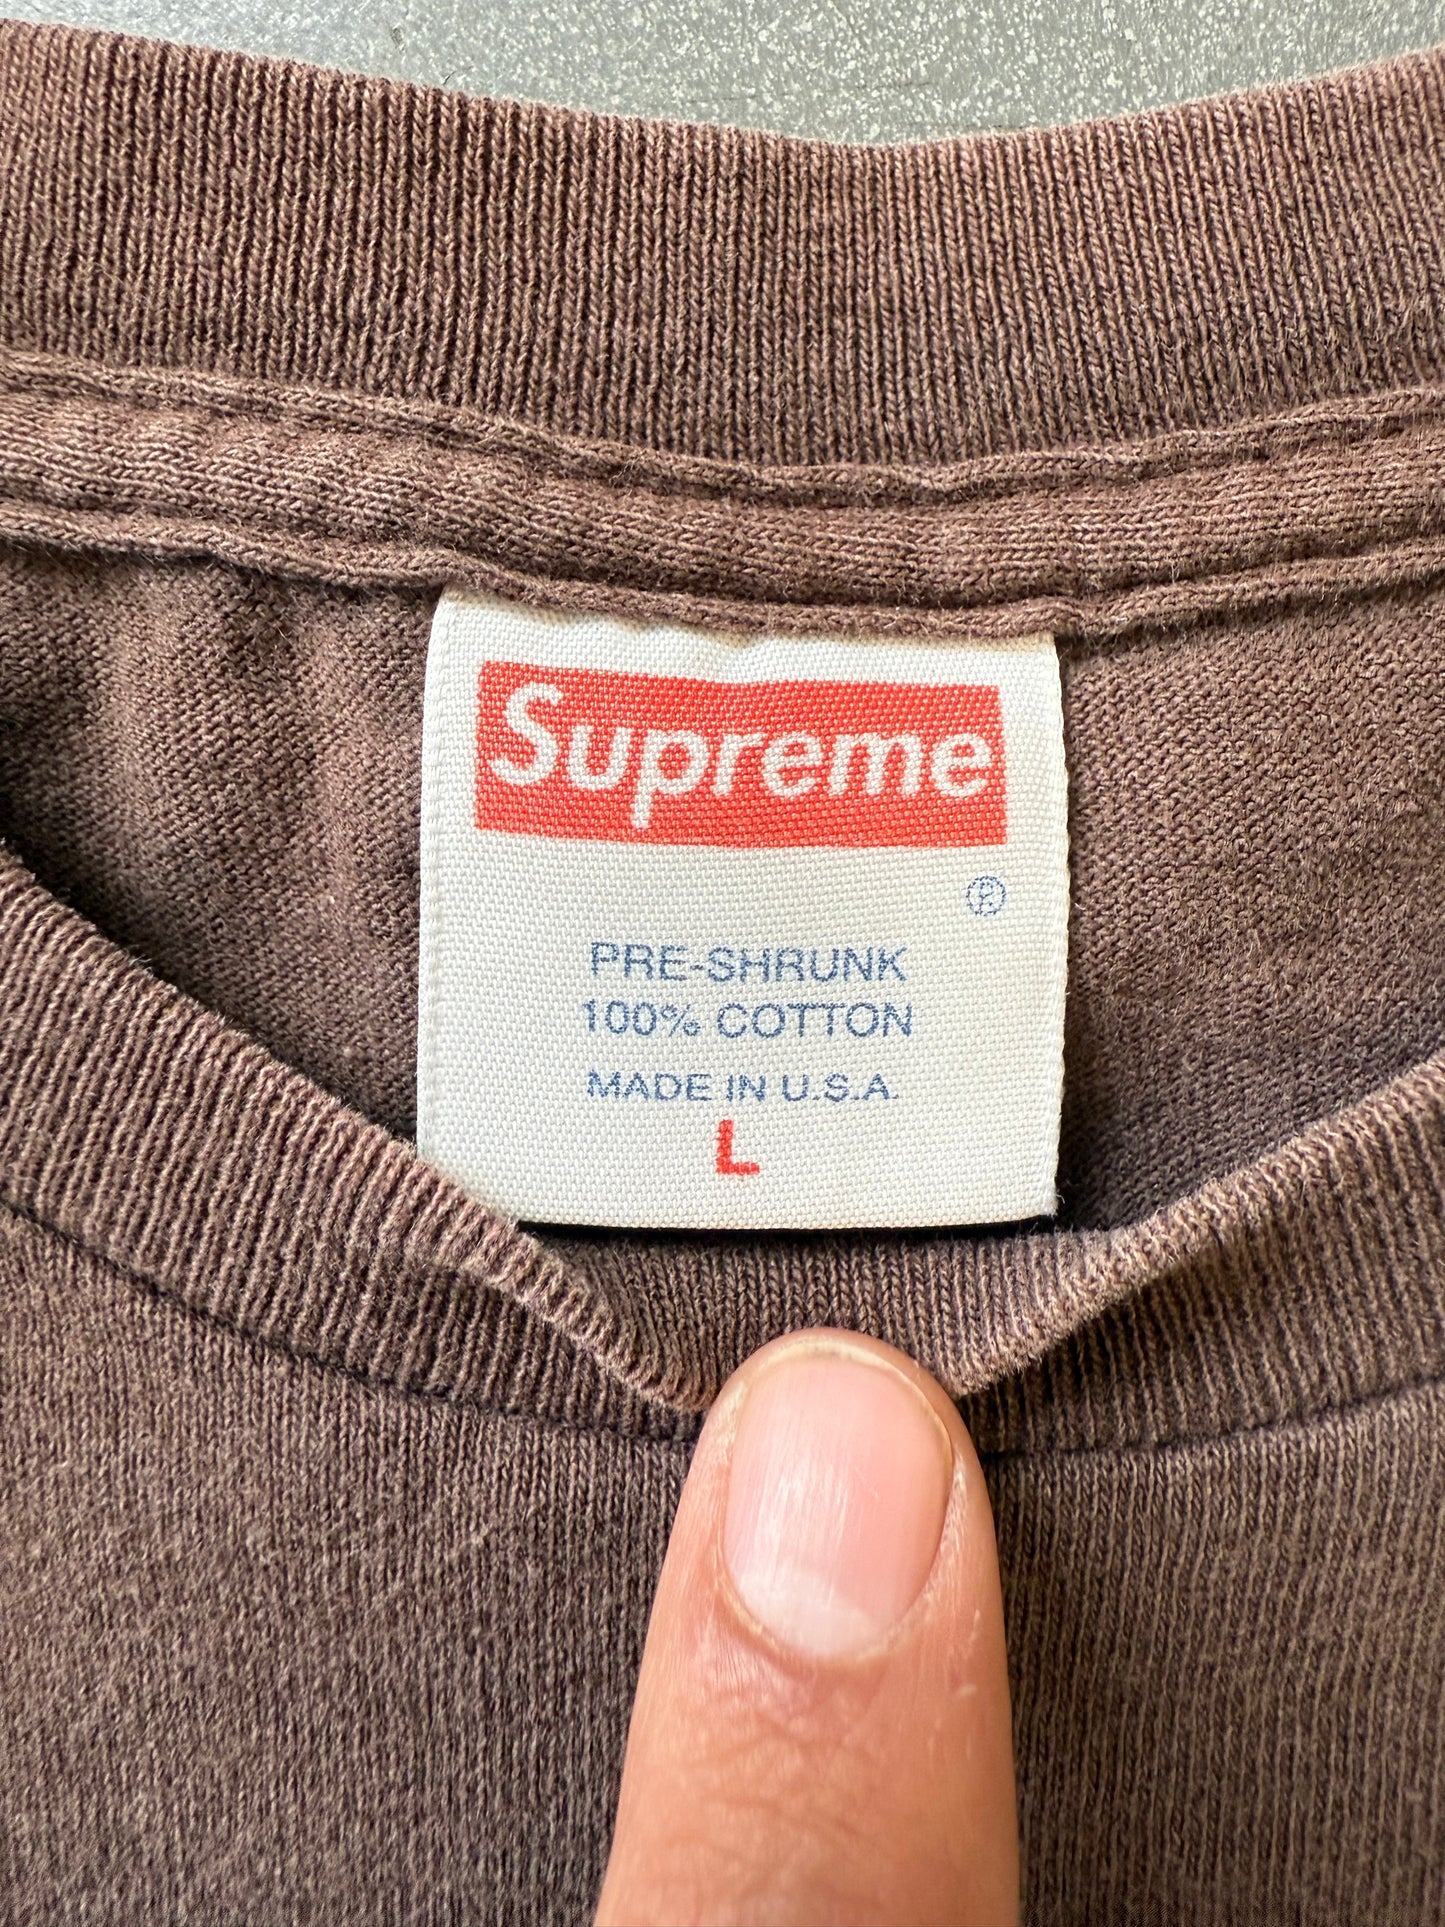 Supreme
®
PRE-SHRUNK
100% COTTON
MADE IN U.S.A.
L